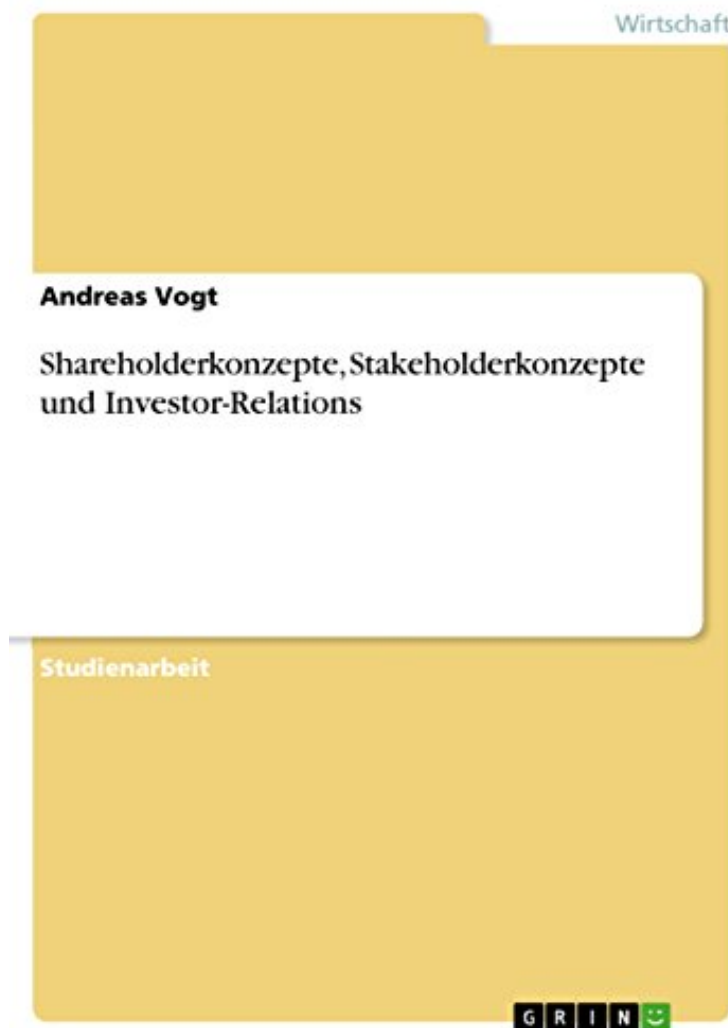 Wirtschaft
Andreas Vogt
Shareholderkonzepte, Stakeholderkonzepte
und Investor-Relations
Studienarbeit
GRIN